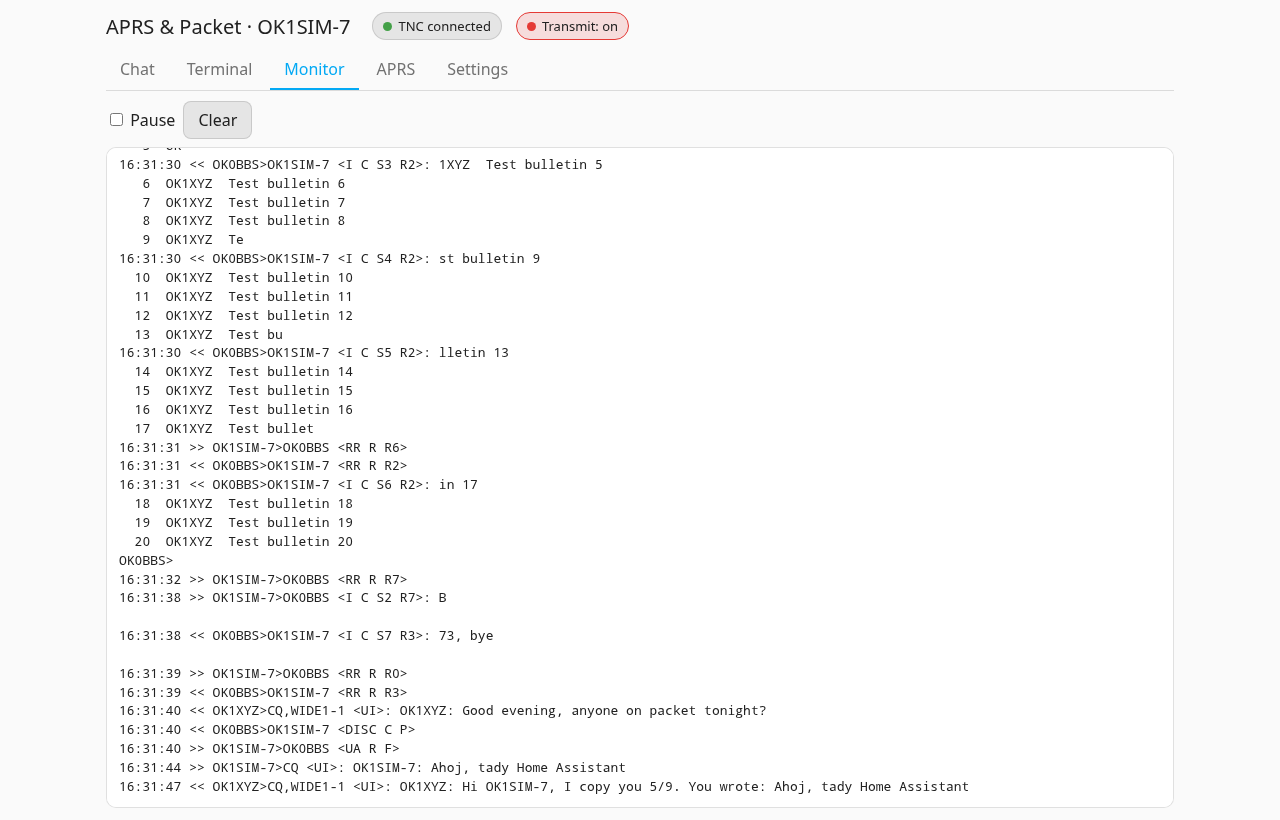 APRS & Packet · OK1SIM-7 TNC connected Transmit: on
Chat Terminal Monitor APRS Settings
Pause Clear
16:31:30 << OK0BBS>OK1SIM-7 <I C S3 R2>: 1XYZ  Test bulletin 5
   6  OK1XYZ  Test bulletin 6
   7  OK1XYZ  Test bulletin 7
   8  OK1XYZ  Test bulletin 8
   9  OK1XYZ  Te
16:31:30 << OK0BBS>OK1SIM-7 <I C S4 R2>: st bulletin 9
  10  OK1XYZ  Test bulletin 10
  11  OK1XYZ  Test bulletin 11
  12  OK1XYZ  Test bulletin 12
  13  OK1XYZ  Test bu
16:31:30 << OK0BBS>OK1SIM-7 <I C S5 R2>: lletin 13
  14  OK1XYZ  Test bulletin 14
  15  OK1XYZ  Test bulletin 15
  16  OK1XYZ  Test bulletin 16
  17  OK1XYZ  Test bullet
16:31:31 >> OK1SIM-7>OK0BBS <RR R R6>
16:31:31 << OK0BBS>OK1SIM-7 <RR R R2>
16:31:31 << OK0BBS>OK1SIM-7 <I C S6 R2>: in 17
  18  OK1XYZ  Test bulletin 18
  19  OK1XYZ  Test bulletin 19
  20  OK1XYZ  Test bulletin 20
OK0BBS>
16:31:32 >> OK1SIM-7>OK0BBS <RR R R7>
16:31:38 >> OK1SIM-7>OK0BBS <I C S2 R7>: B
16:31:38 << OK0BBS>OK1SIM-7 <I C S7 R3>: 73, bye
16:31:39 >> OK1SIM-7>OK0BBS <RR R R0>
16:31:39 << OK0BBS>OK1SIM-7 <RR R R3>
16:31:40 << OK1XYZ>CQ,WIDE1-1 <UI>: OK1XYZ: Good evening, anyone on packet tonight?
16:31:40 << OK0BBS>OK1SIM-7 <DISC C P>
16:31:40 >> OK1SIM-7>OK0BBS <UA R F>
16:31:44 >> OK1SIM-7>CQ <UI>: OK1SIM-7: Ahoj, tady Home Assistant
16:31:47 << OK1XYZ>CQ,WIDE1-1 <UI>: OK1XYZ: Hi OK1SIM-7, I copy you 5/9. You wrote: Ahoj, tady Home Assistant